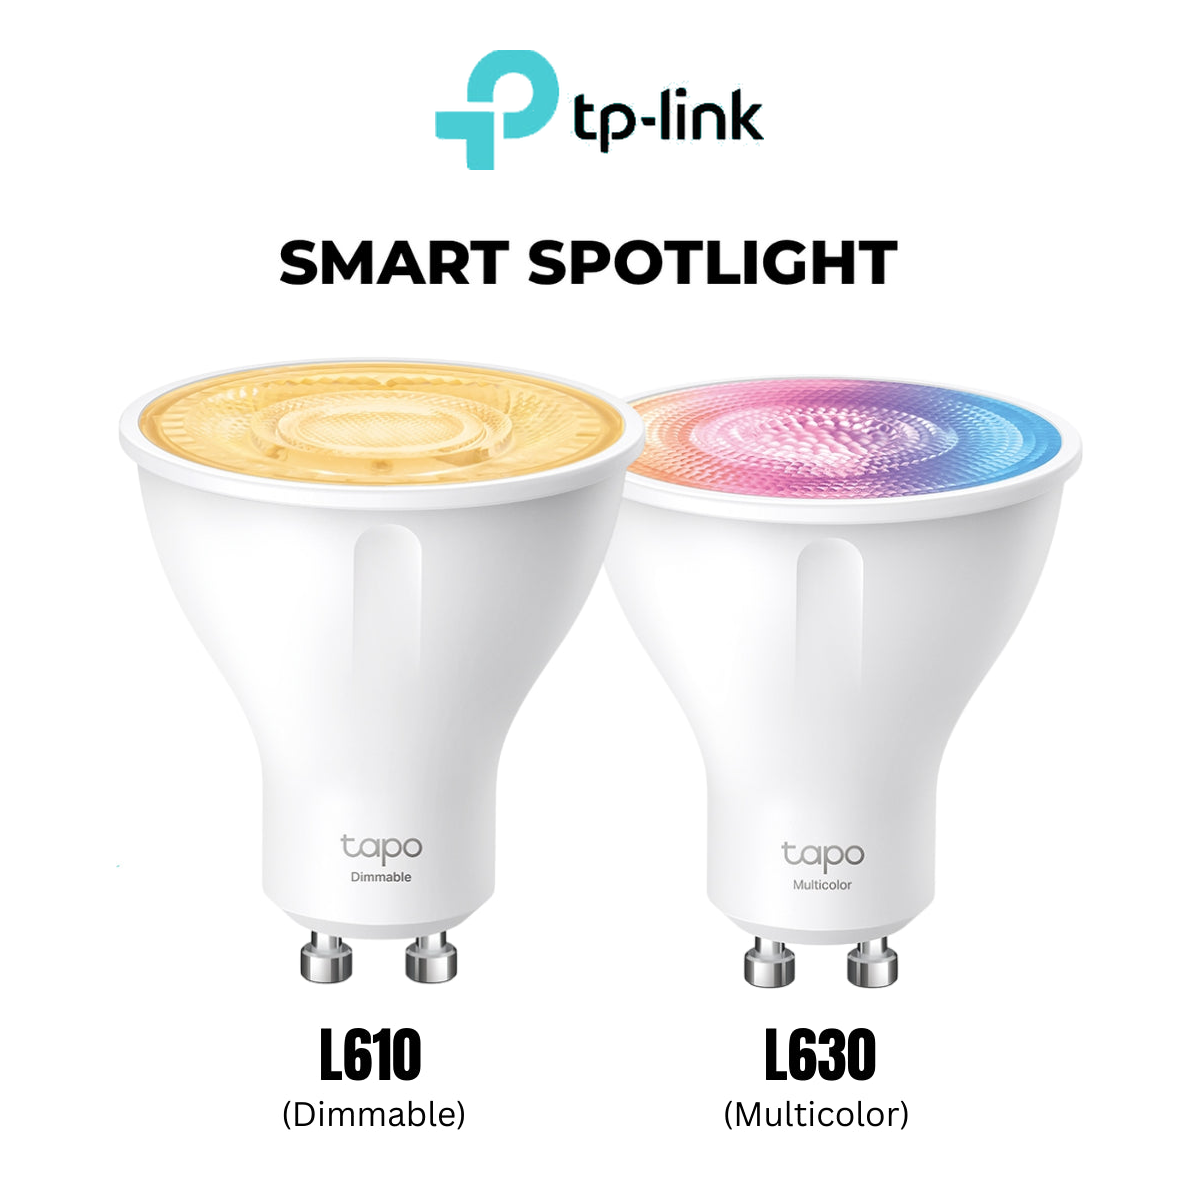 tp-link
SMART SPOTLIGHT
tapo
Dimmable
tapo
Multicolor
L610
(Dimmable)
L630
(Multicolor)